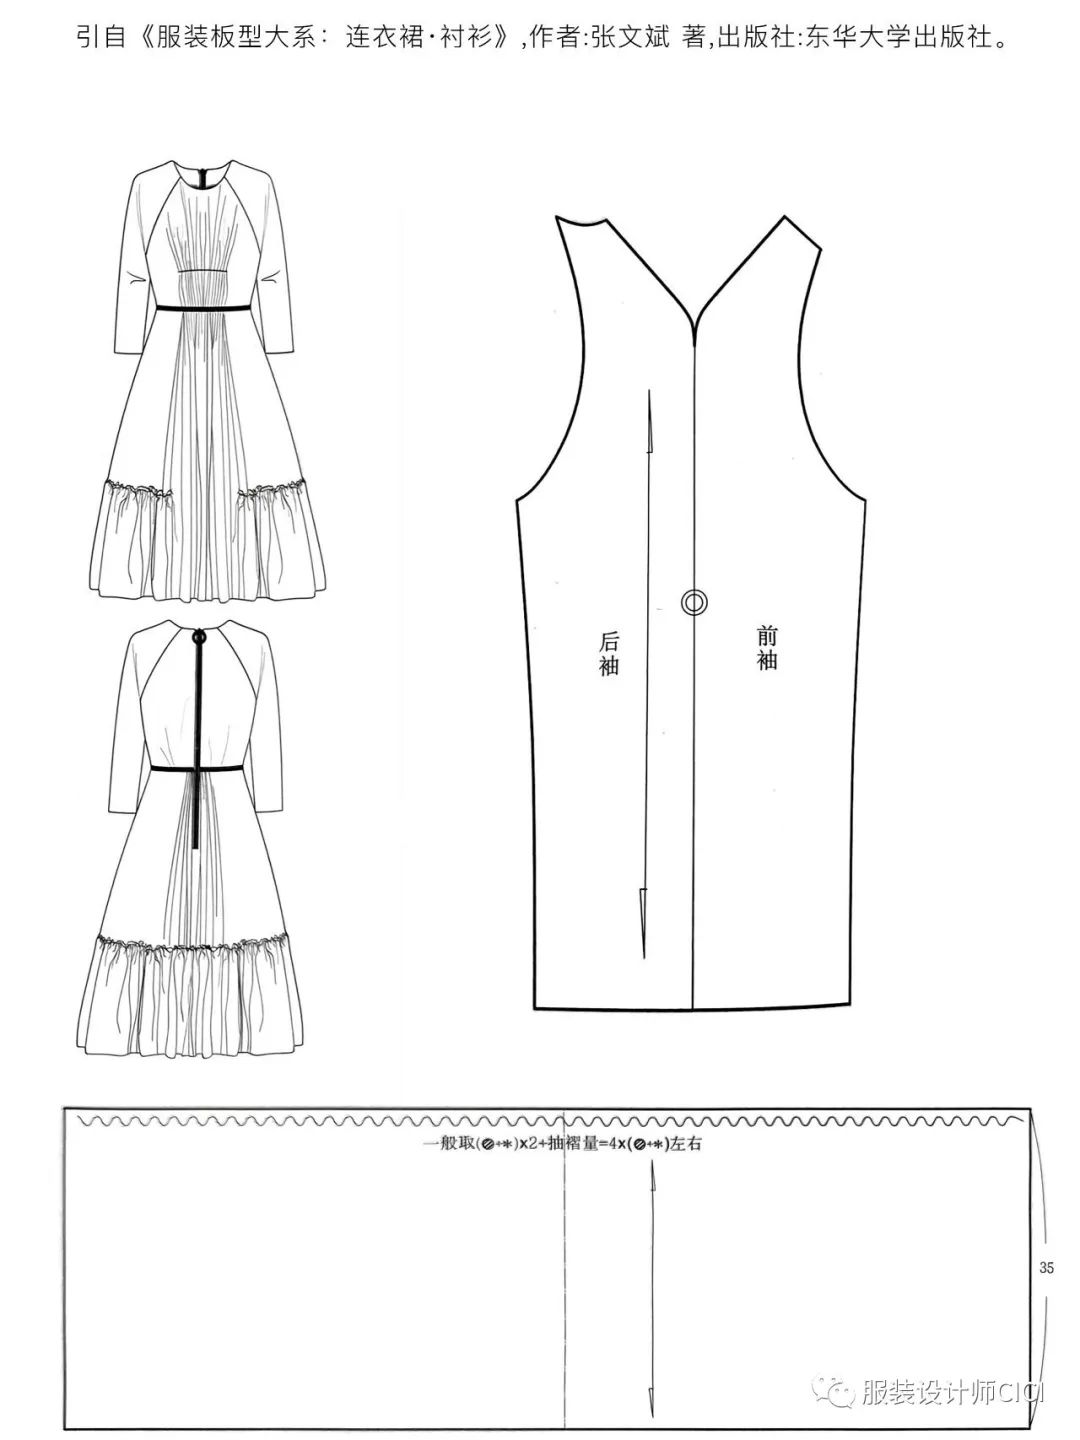 引自《服装板型大系：连衣裙·衬衫》,作者:张文斌 著,出版社:东华大学出版社。
后袖
前袖
一般取(⊘+*)x2+抽褶量=4x(⊘+*)左右
35
服装设计师CICI